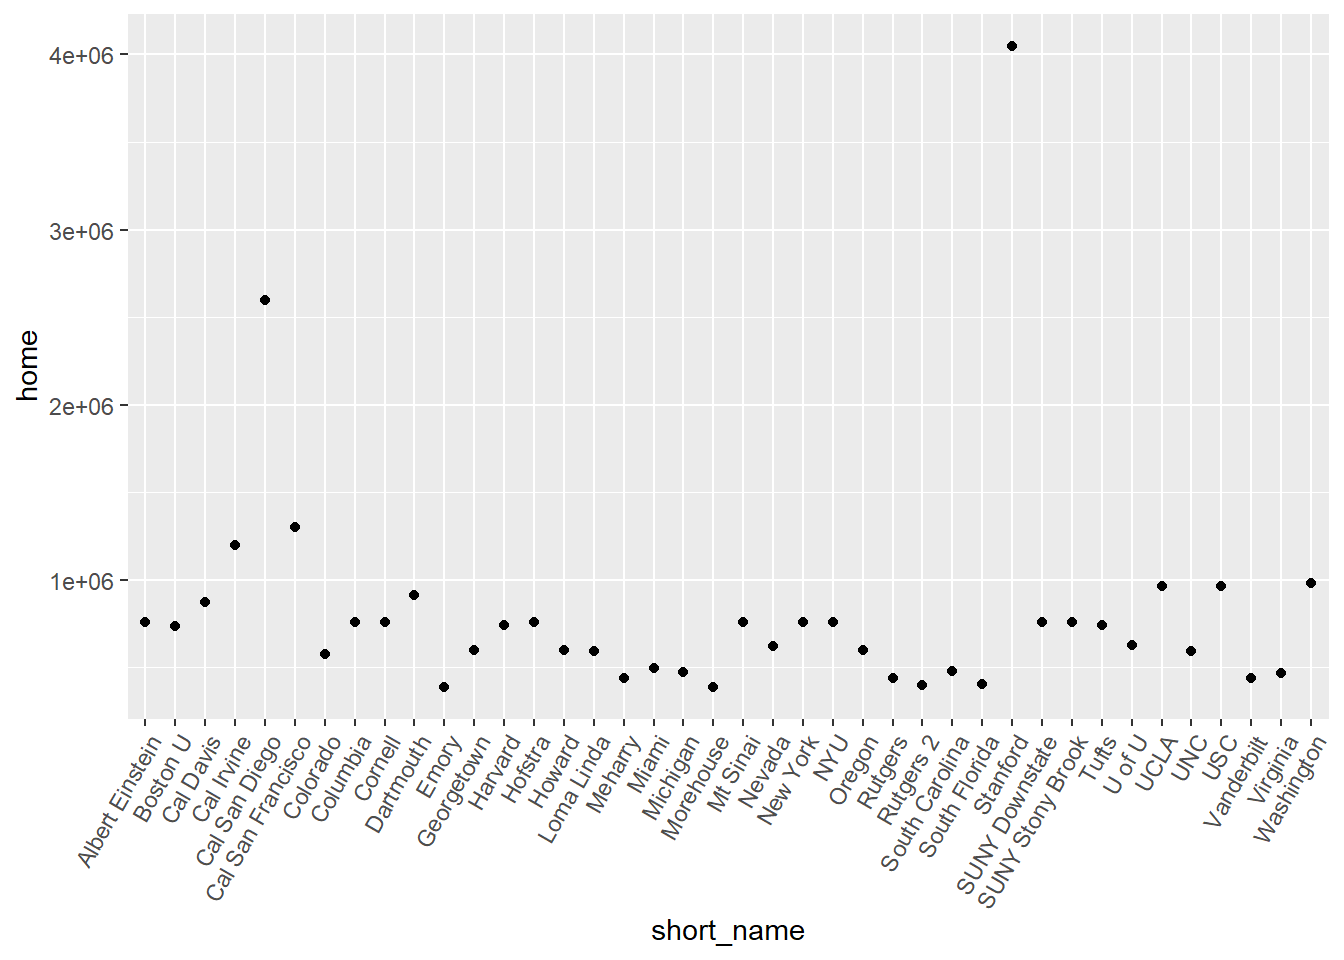 4e+06
3e+06
2e+06
1e+06
home
Albert Einstein
Boston U
Cal Davis
Cal Irvine
Cal San Diego
Cal San Francisco
Colorado
Columbia
Cornell
Dartmouth
Emory
Georgetown
Harvard
Hofstra
Howard
Loma Linda
Meharry
Miami
Michigan
Morehouse
Mt Sinai
Nevada
New York
NYU
Oregon
Rutgers
Rutgers 2
South Carolina
South Florida
Stanford
SUNY Downstate
SUNY Stony Brook
Tufts
U of U
UCLA
UNC
USC
Vanderbilt
Virginia
Washington
short_name